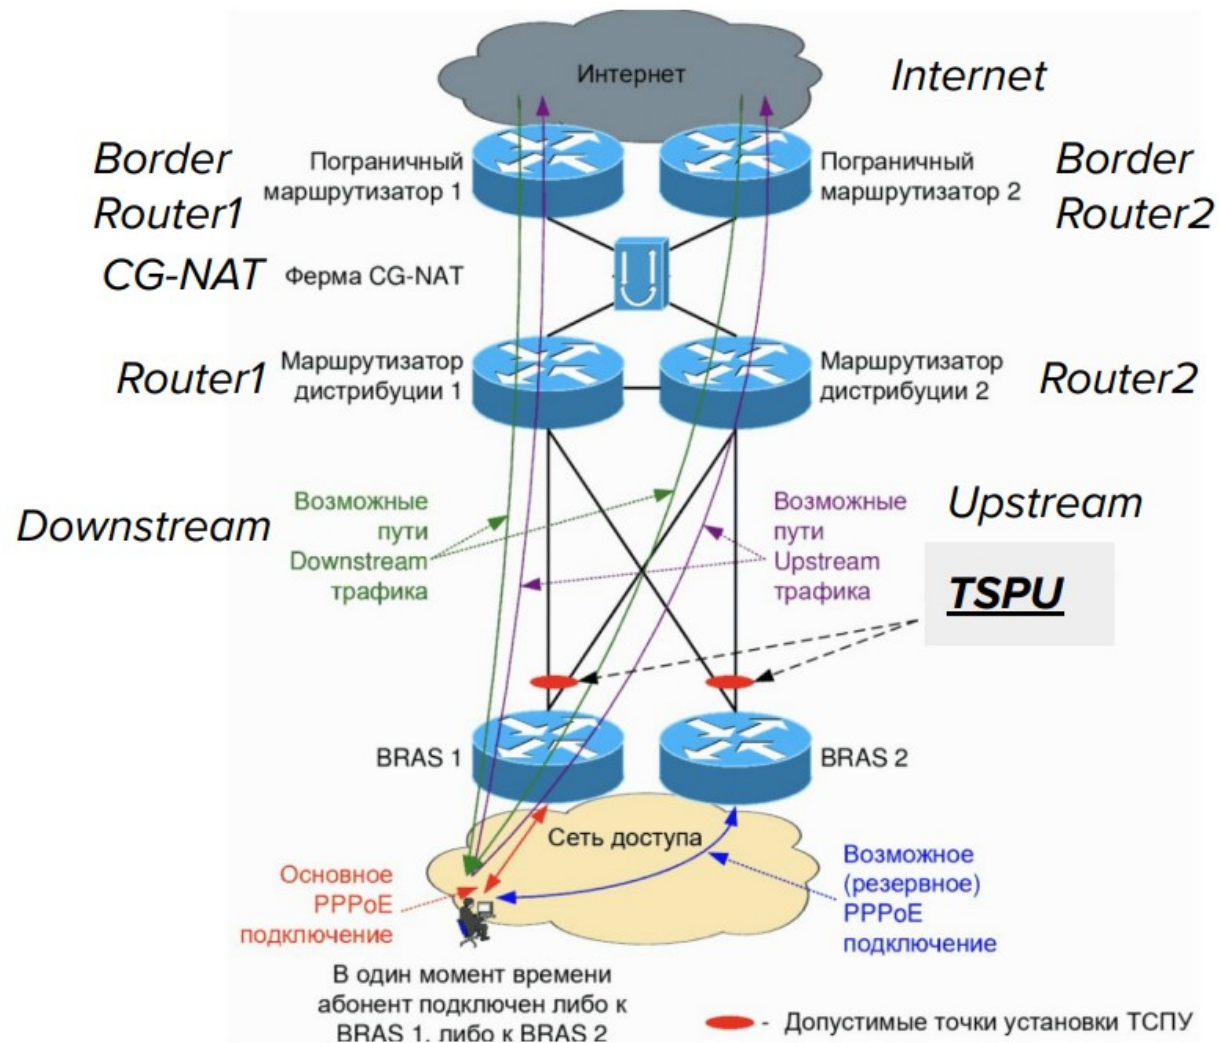 Интернет
Internet
Border
Router1
Пограничный
маршрутизатор 1
Пограничный
маршрутизатор 2
Border
Router2
CG-NAT
Ферма CG-NAT
Router1
Маршрутизатор
дистрибуции 1
Маршрутизатор
дистрибуции 2
Router2
Downstream
Возможные
пути
Downstream
трафика
Возможные
пути
Upstream
трафика
Upstream
TSPU
BRAS 1
BRAS 2
Сеть доступа
Основное
PPPoE
подключение
Возможное
(резервное)
PPPoE
подключение
В один момент времени
абонент подключен либо к
BRAS 1, либо к BRAS 2
- Допустимые точки установки ТСПУ